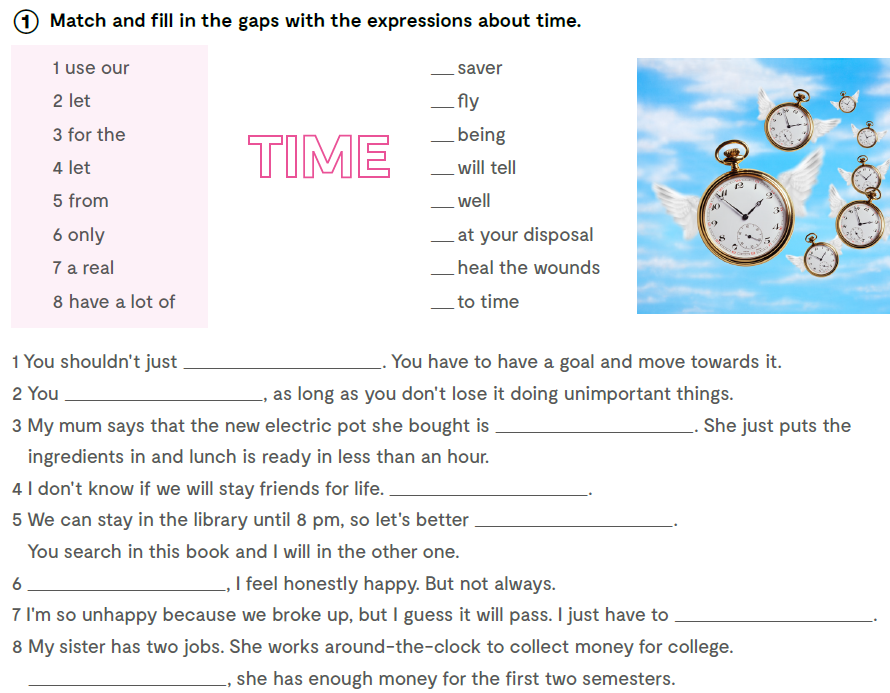 1 Match and fill in the gaps with the expressions about time.
1 use our
2 let
3 for the
4 let
5 from
6 only
7 a real
8 have a lot of
TIME
___ saver
___ fly
___ being
___ will tell
___ well
___ at your disposal
___ heal the wounds
___ to time
1 You shouldn't just ____________________. You have to have a goal and move towards it.
2 You ____________________, as long as you don't lose it doing unimportant things.
3 My mum says that the new electric pot she bought is ____________________. She just puts the
ingredients in and lunch is ready in less than an hour.
4 I don't know if we will stay friends for life. ____________________.
5 We can stay in the library until 8 pm, so let's better ____________________.
You search in this book and I will in the other one.
6 ____________________, I feel honestly happy. But not always.
7 I'm so unhappy because we broke up, but I guess it will pass. I just have to ____________________.
8 My sister has two jobs. She works around-the-clock to collect money for college.
____________________, she has enough money for the first two semesters.